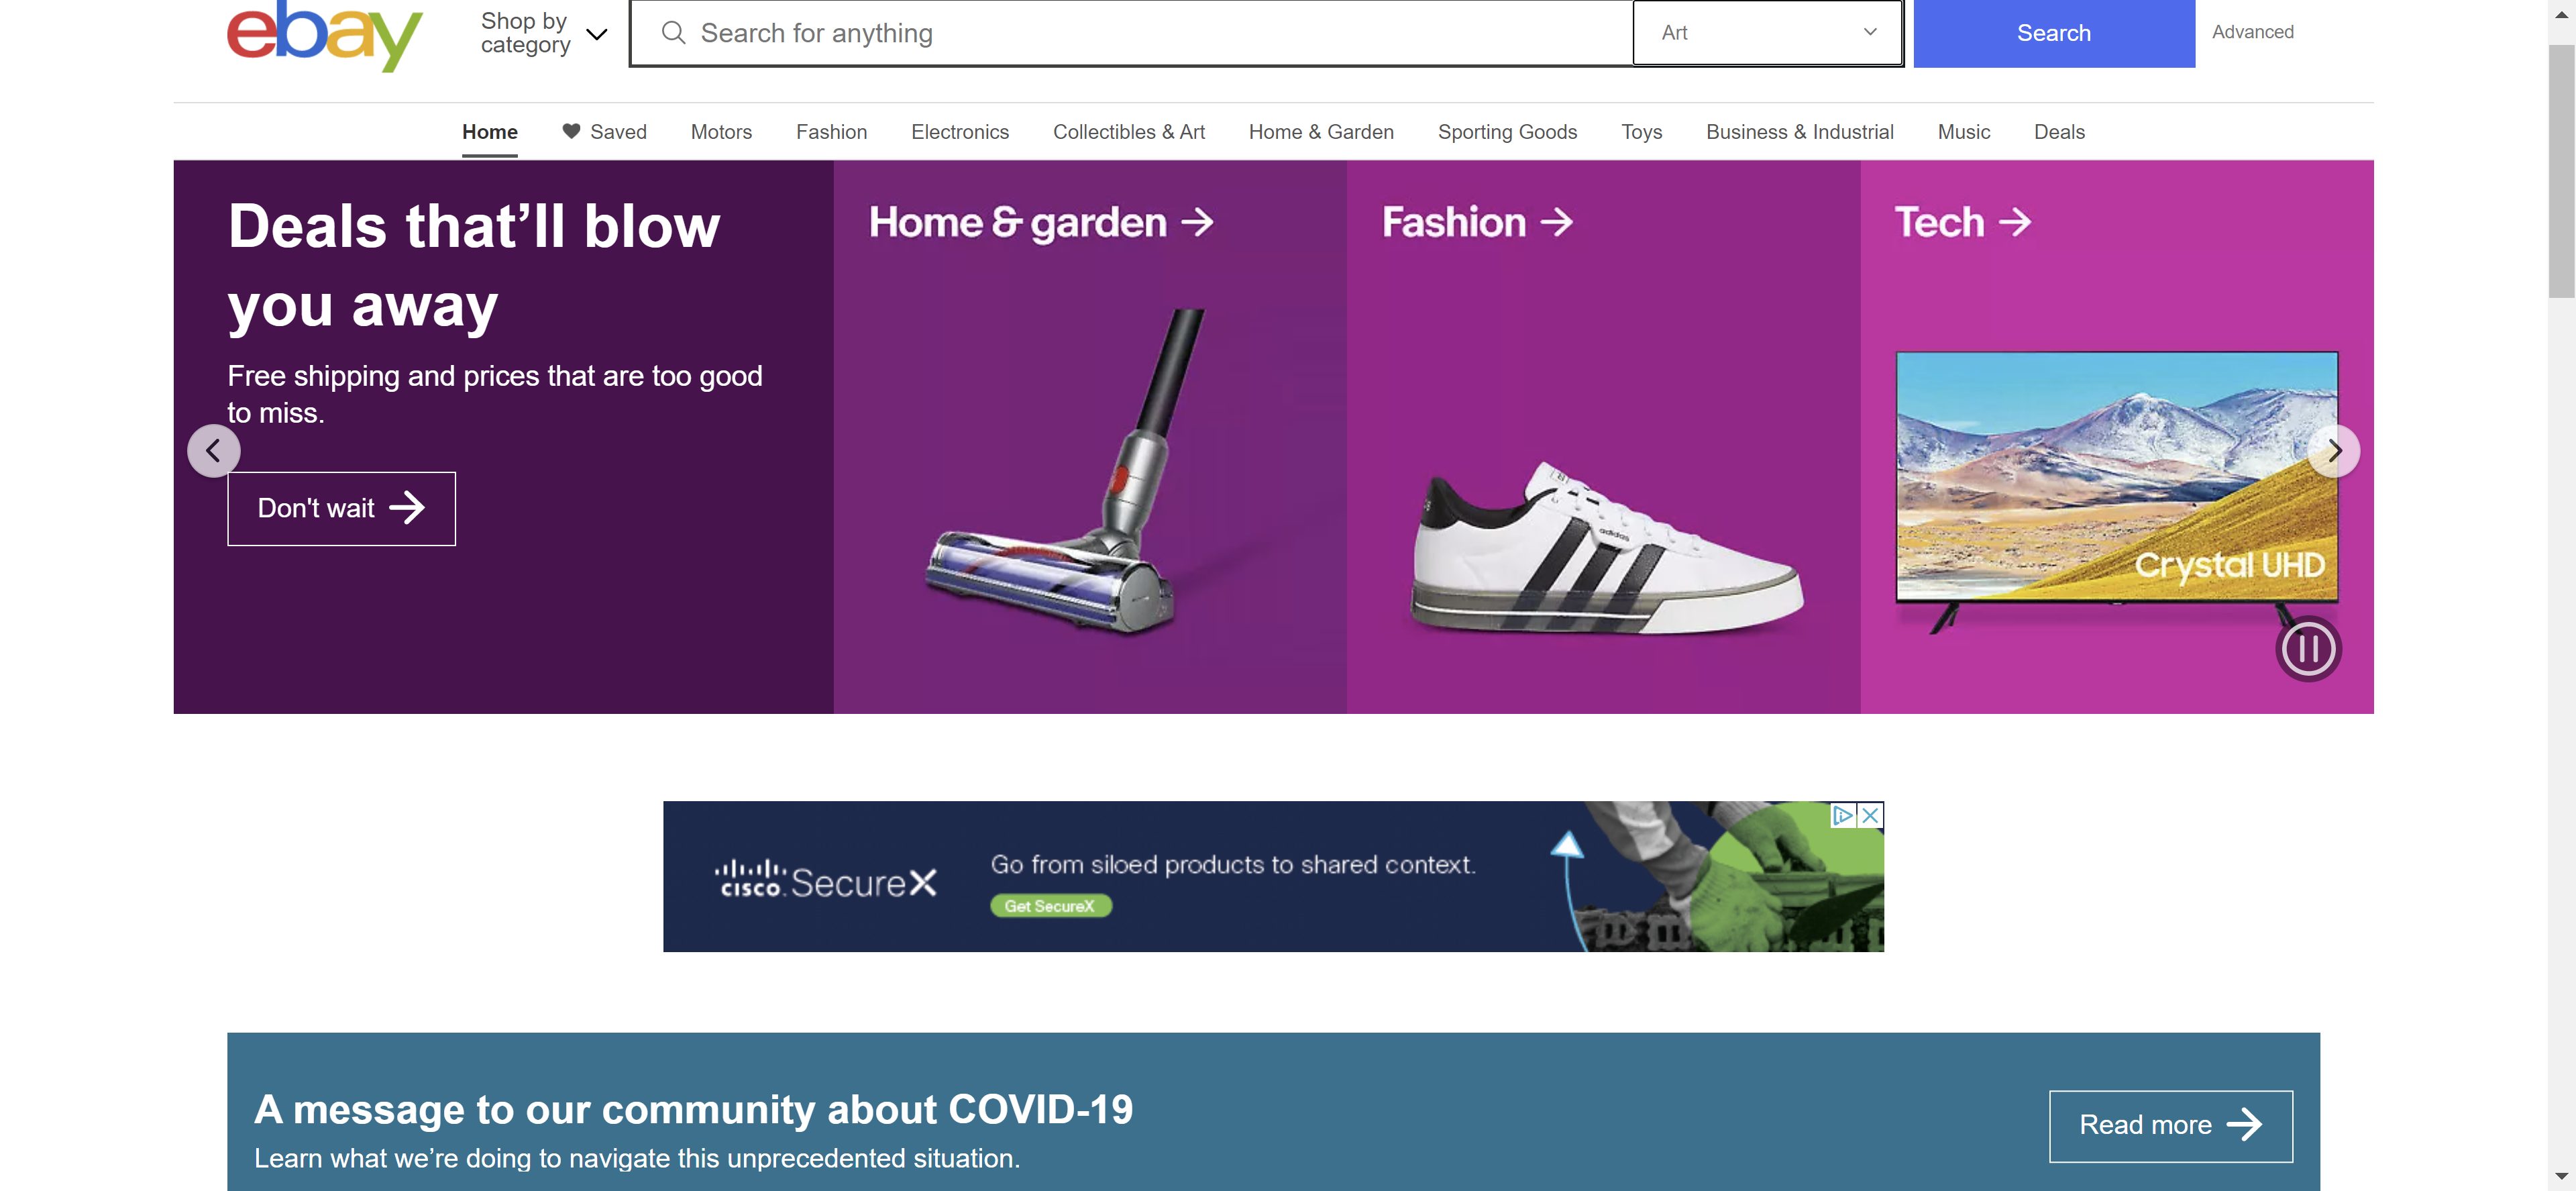 ebay
Shop by
category
Search for anything
Art
Search
Advanced
Home
Saved
Motors
Fashion
Electronics
Collectibles & Art
Home & Garden
Sporting Goods
Toys
Business & Industrial
Music
Deals
Deals that’ll blow
you away
Free shipping and prices that are too good
to miss.
Don't wait
Home & garden
Fashion
adidas
Tech
Crystal UHD
CISCO SecureX
Go from siloed products to shared context.
Get SecureX
A message to our community about COVID-19
Learn what we’re doing to navigate this unprecedented situation.
Read more